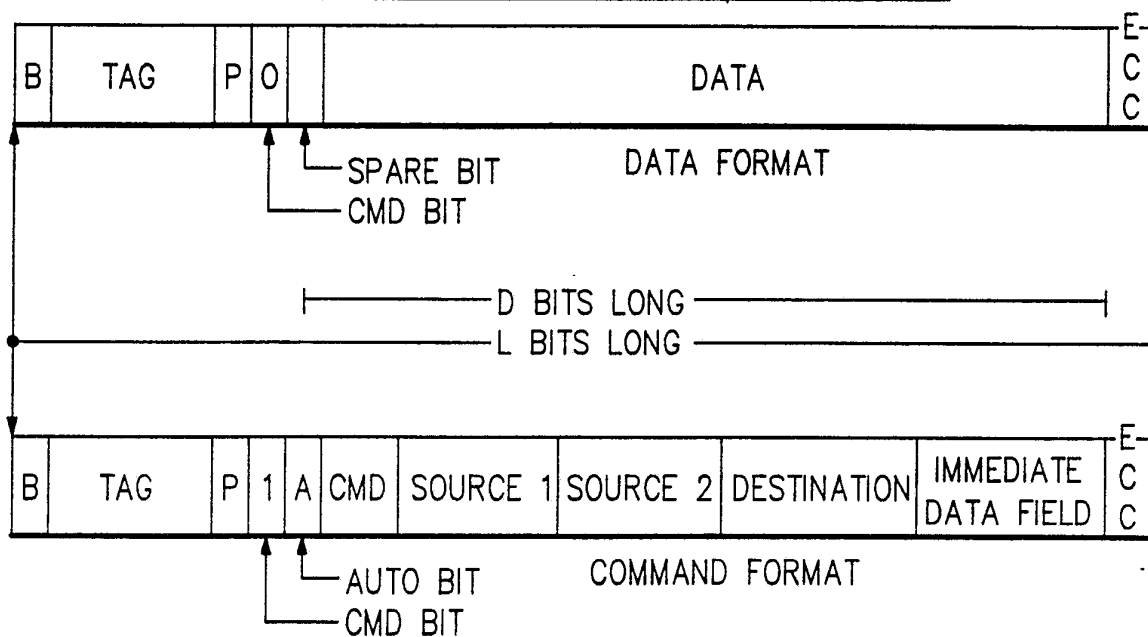 B TAG P 0 DATA E
C
C
SPARE BIT DATA FORMAT
CMD BIT
D BITS LONG
L BITS LONG
B TAG P 1 A CMD SOURCE 1 SOURCE 2 DESTINATION IMMEDIATE DATA FIELD E
C
C
AUTO BIT COMMAND FORMAT
CMD BIT